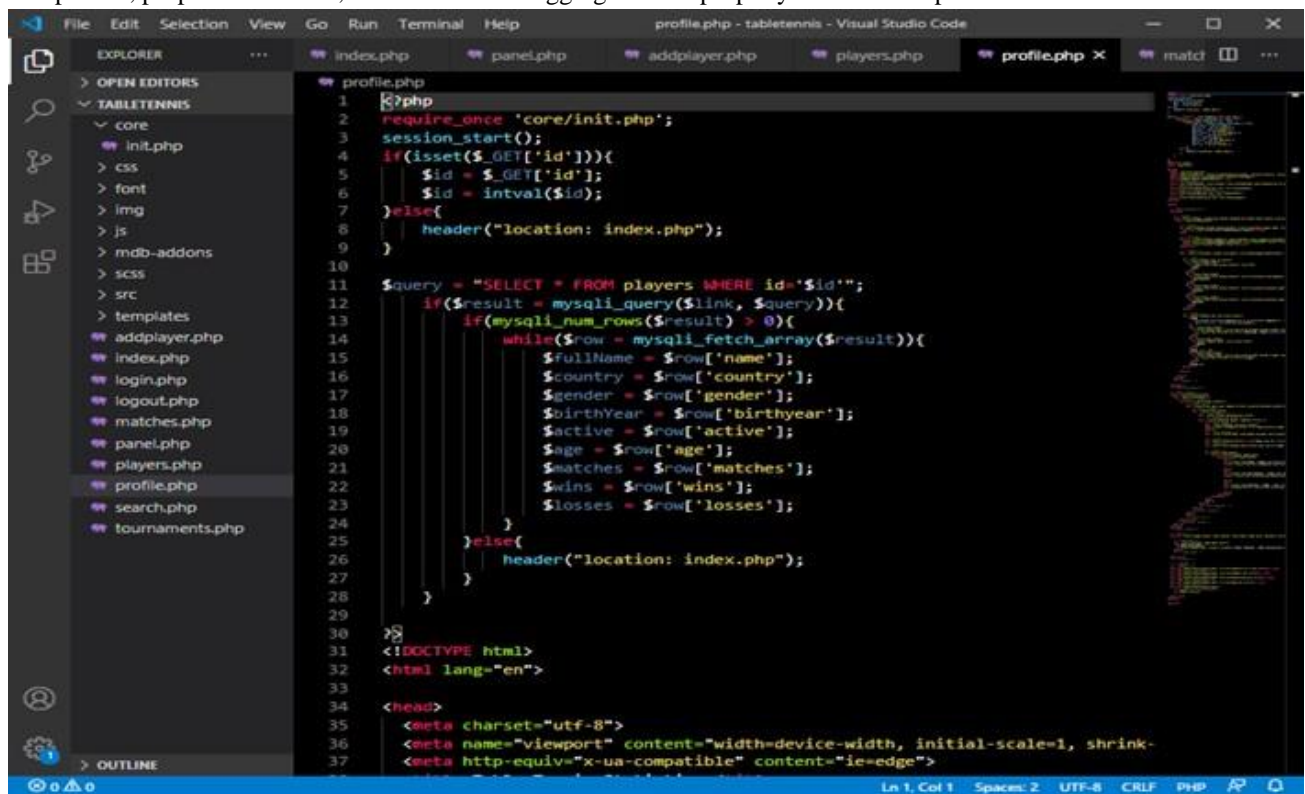 File Edit Selection View Go Run Terminal Help profile.php - tabletennis - Visual Studio Code
EXPLORER ...
index.php panel.php addplayer.php players.php profile.php × match ...
> OPEN EDITORS
TABLETENNIS
core
init.php
> css
> font
> img
> js
> mdb-addons
> scss
> src
> templates
addplayer.php
index.php
login.php
logout.php
matches.php
panel.php
players.php
profile.php
search.php
tournaments.php
> OUTLINE
profile.php
1 <?php
2 require_once 'core/init.php';
3 session_start();
4 if(isset($_GET['id'])){
5 $id = $_GET['id'];
6 $id = intval($id);
7 }else{
8 header("location: index.php");
9 }
10
11 $query = "SELECT * FROM players WHERE id='$id'";
12 if($result = mysqli_query($link, $query)){
13 if(mysqli_num_rows($result) > 0){
14 while($row = mysqli_fetch_array($result)){
15 $fullName = $row['name'];
16 $country = $row['country'];
17 $gender = $row['gender'];
18 $birthYear = $row['birthyear'];
19 $active = $row['active'];
20 $age = $row['age'];
21 $matches = $row['matches'];
22 $wins = $row['wins'];
23 $losses = $row['losses'];
24 }
25 }else{
26 header("location: index.php");
27 }
28 }
29
30 ?>
31 <!DOCTYPE html>
32 <html lang="en">
33
34 <head>
35 <meta charset="utf-8">
36 <meta name="viewport" content="width=device-width, initial-scale=1, shrink-
37 <meta http-equiv="x-ua-compatible" content="ie=edge">
0 0 Ln 1, Col 1 Spaces: 2 UTF-8 CRLF PHP